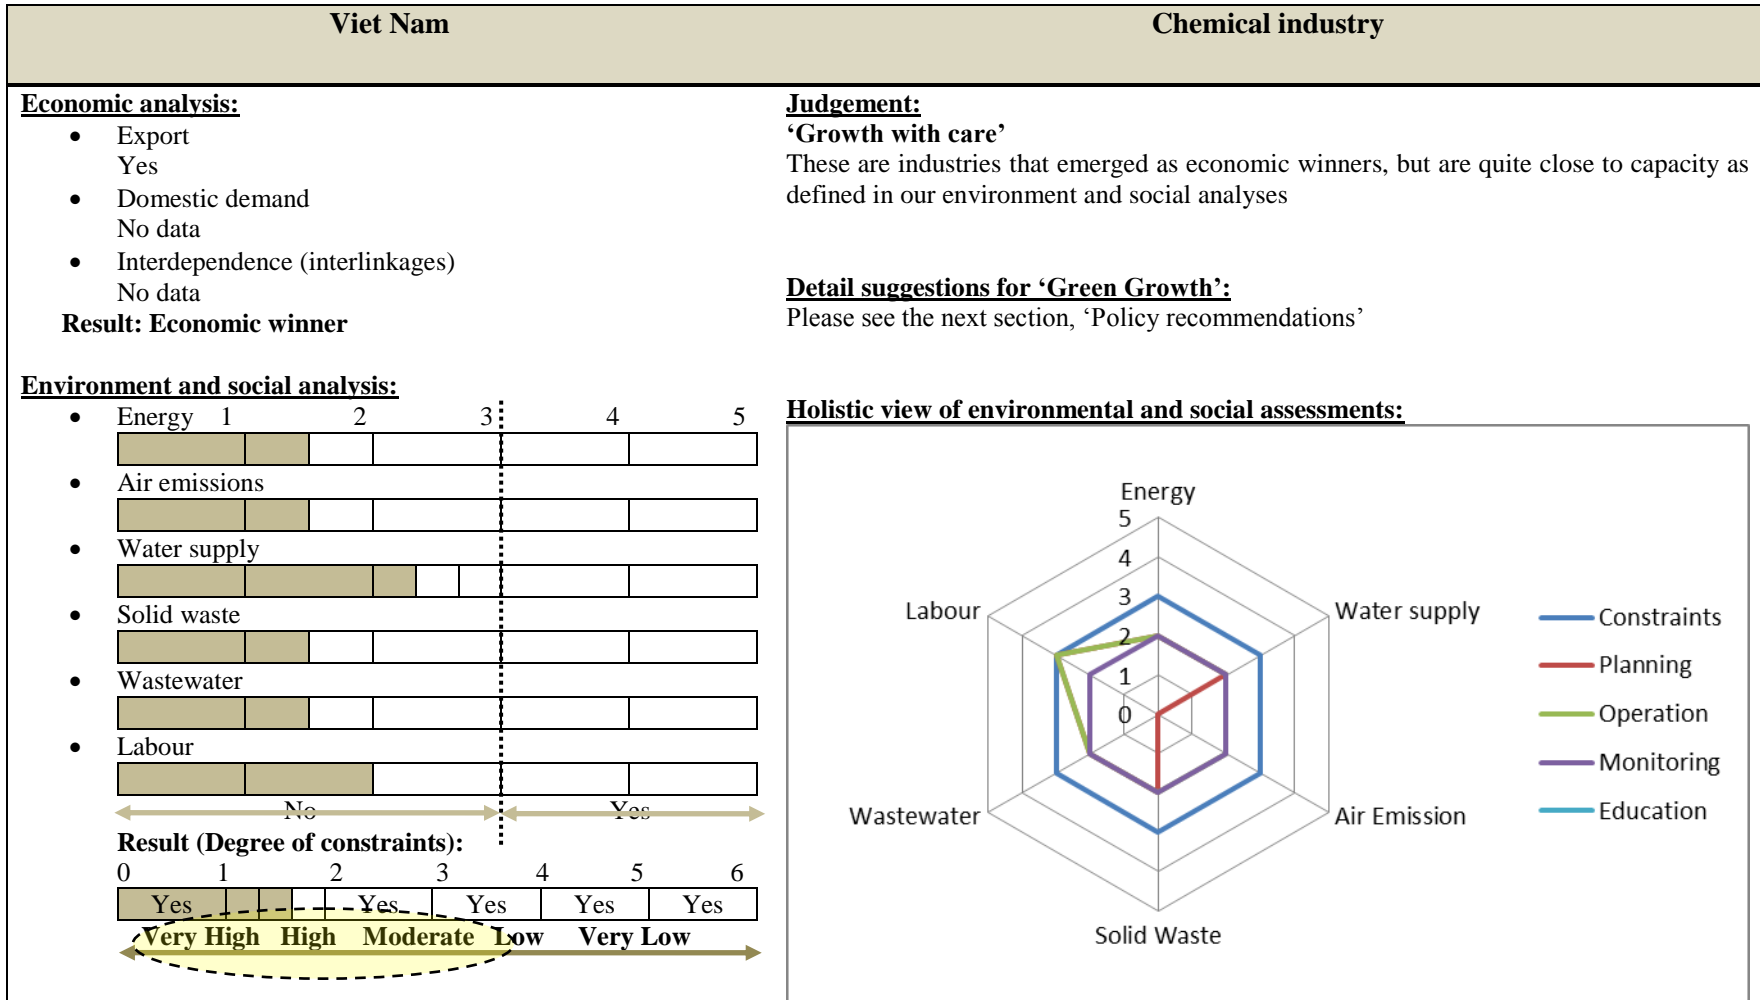 Viet Nam
Chemical industry
Economic analysis:
• Export
Yes
• Domestic demand
No data
• Interdependence (interlinkages)
No data
Result: Economic winner
Environment and social analysis:
• Energy 1 2 3 4 5
• Air emissions
• Water supply
• Solid waste
• Wastewater
• Labour
No Yes
Result (Degree of constraints):
0 1 2 3 4 5 6
Yes Yes Yes Yes Yes
Very High High Moderate Low Very Low
Judgement:
‘Growth with care’
These are industries that emerged as economic winners, but are quite close to capacity as
defined in our environment and social analyses
Detail suggestions for ‘Green Growth’:
Please see the next section, ‘Policy recommendations’
Holistic view of environmental and social assessments:
Energy
5
4
3
2
1
0
Labour
Water supply
Wastewater
Air Emission
Solid Waste
Constraints
Planning
Operation
Monitoring
Education